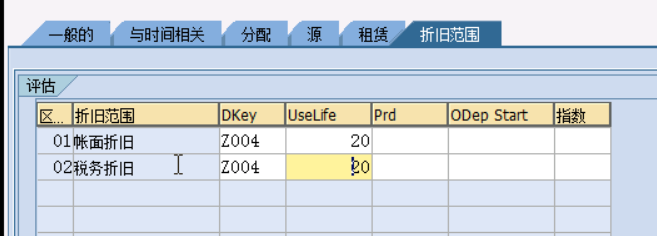 一般的 与时间相关 分配 源 租赁 折旧范围
评估
区... 折旧范围 DKey UseLife Prd ODep Start 指数
01 帐面折旧 Z004 20
02 税务折旧 Z004 20